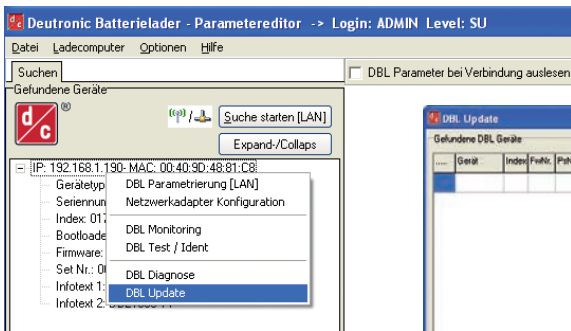 Deutronic Batterielader - Parametereditor -> Login: ADMIN Level: SU
Datei Ladecomputer Optionen Hilfe
Suchen
DBL Parameter bei Verbindung auslesen
Gefundene Geräte
d/c ®
Suche starten [LAN]
Expand-/Collaps
IP: 192.168.1.190- MAC: 00:40:9D:48:81:C8
Gerätetyp
Seriennun
Index: 017
Bootloade
Firmware:
Set Nr.: 00
Infotext 1:
Infotext 2:
DBL Parametrierung [LAN]
Netzwerkadapter Konfiguration
DBL Monitoring
DBL Test / Ident
DBL Diagnose
DBL Update
DBL Update
Gefundene DBL Geräte
..... Gerät Index FwNr.